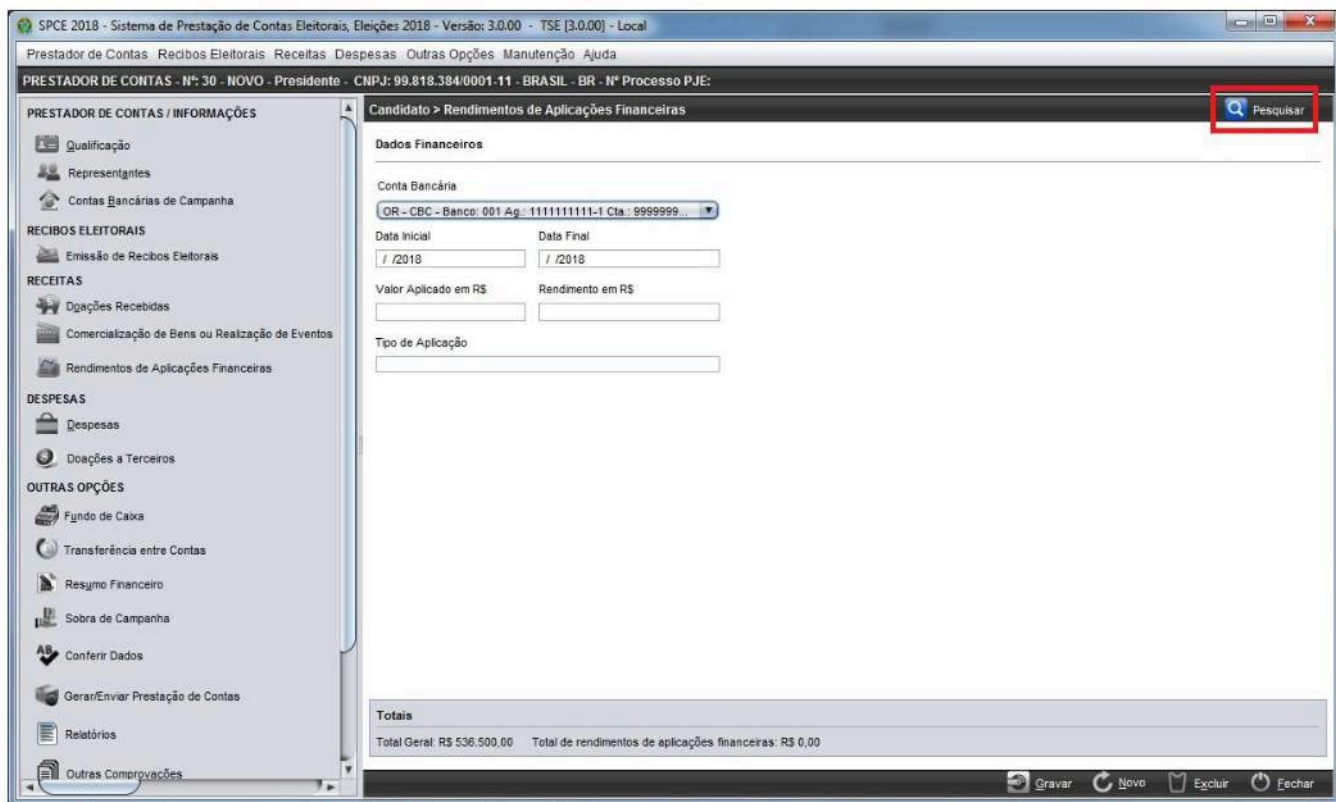 SPCE 2018 - Sistema de Prestação de Contas Eleitorais, Eleições 2018 - Versão: 3.0.00 - TSE [3.0.00] - Local
Prestador de Contas Recibos Eleitorais Receitas Despesas Outras Opções Manutenção Ajuda
PRESTADOR DE CONTAS - Nº: 30 - NOVO - Presidente - CNPJ: 99.818.384/0001-11 - BRASIL - BR - Nº Processo PJE:
PRESTADOR DE CONTAS / INFORMAÇÕES
Qualificação
Representantes
Contas Bancárias de Campanha
RECIBOS ELEITORAIS
Emissão de Recibos Eleitorais
RECEITAS
Doações Recebidas
Comercialização de Bens ou Realização de Eventos
Rendimentos de Aplicações Financeiras
DESPESAS
Despesas
Doações a Terceiros
OUTRAS OPÇÕES
Fundo de Caixa
Transferência entre Contas
Resumo Financeiro
Sobra de Campanha
Conferir Dados
Gerar/Enviar Prestação de Contas
Relatórios
Outras Comprovações
Candidato > Rendimentos de Aplicações Financeiras
Pesquisar
Dados Financeiros
Conta Bancária
OR - CBC - Banco: 001 Ag.: 1111111111-1 Cta.: 9999999...
Data Inicial Data Final
/ /2018 / /2018
Valor Aplicado em R$ Rendimento em R$
Tipo de Aplicação
Totais
Total Geral: R$ 536.500,00 Total de rendimentos de aplicações financeiras: R$ 0,00
Gravar Novo Excluir Fechar